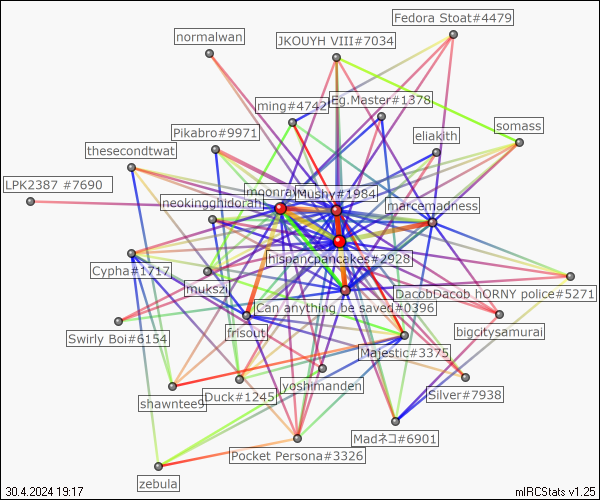 Fedora Stoat#4479
normalwan
JKOUYH VIII#7034
ming#4742
Eg.Master#1378
Pikabro#9971
eliakith
somass
thesecondtwat
LPK2387 #7690
Mushy#1984
neokingghidorah
marcemadness
hispancpancakes#2928
Cypha#1717
mukszi
DacobDacob hORNY police#5271
Can anything be saved#0396
Swirly Boi#6154
frisout
bigcitysamurai
Majestic#3375
yoshimanden
shawntee9
Duck#1245
Silver#7938
Madネコ#6901
Pocket Persona#3326
zebula
30.4.2024 19:17
mIRCStats v1.25